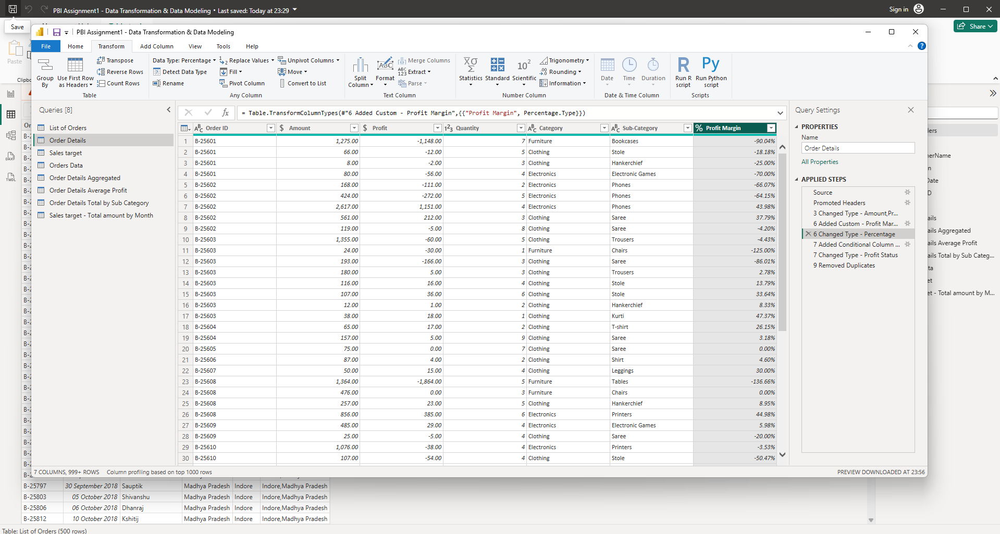 PBI Assignment1 - Data Transformation & Data Modeling • Last saved: Today at 23:29
Sign in
Save
Share
PBI Assignment1 - Data Transformation & Data Modeling
File
Home
Transform
Add Column
View
Tools
Help
Paste
Group By
Use First Row as Headers
Transpose
Reverse Rows
Count Rows
Table
Data Type: Percentage
Detect Data Type
Rename
Replace Values
Fill
Pivot Column
Unpivot Columns
Move
Convert to List
Any Column
Split Column
Format
Merge Columns
Extract
Parse
Text Column
Statistics
Standard
Scientific
Trigonometry
Rounding
Information
Number Column
Date
Time
Duration
Date & Time Column
Run R script
Run Python script
Scripts
Queries [8]
List of Orders
Order Details
Sales target
Orders Data
Order Details Aggregated
Order Details Average Profit
Order Details Total by Sub Category
Sales target - Total amount by Month
= Table.TransformColumnTypes(#"6 Added Custom - Profit Margin",{{"Profit Margin", Percentage.Type}})
Order ID $ Amount $ Profit 123 Quantity Category Sub-Category % Profit Margin
1 B-25601 1,275.00 -1,148.00 7 Furniture Bookcases -90.04%
2 B-25601 66.00 -12.00 5 Clothing Stole -18.18%
3 B-25601 8.00 -2.00 3 Clothing Hankerchief -25.00%
4 B-25601 80.00 -56.00 4 Electronics Electronic Games -70.00%
5 B-25602 168.00 -111.00 2 Electronics Phones -66.07%
6 B-25602 424.00 -272.00 5 Electronics Phones -64.15%
7 B-25602 2,617.00 1,151.00 4 Electronics Phones 43.98%
8 B-25602 561.00 212.00 3 Clothing Saree 37.79%
9 B-25602 119.00 -5.00 8 Clothing Saree -4.20%
10 B-25603 1,355.00 -60.00 5 Clothing Trousers -4.43%
11 B-25603 24.00 -30.00 1 Furniture Chairs -125.00%
12 B-25603 193.00 -166.00 3 Clothing Saree -86.01%
13 B-25603 180.00 5.00 3 Clothing Trousers 2.78%
14 B-25603 116.00 16.00 4 Clothing Stole 13.79%
15 B-25603 107.00 36.00 6 Clothing Stole 33.64%
16 B-25603 12.00 1.00 2 Clothing Hankerchief 8.33%
17 B-25603 38.00 18.00 1 Clothing Kurti 47.37%
18 B-25604 65.00 17.00 2 Clothing T-shirt 26.15%
19 B-25604 157.00 5.00 9 Clothing Saree 3.18%
20 B-25605 75.00 0.00 7 Clothing Saree 0.00%
21 B-25606 87.00 4.00 2 Clothing Shirt 4.60%
22 B-25607 50.00 15.00 4 Clothing Leggings 30.00%
23 B-25608 1,364.00 -1,864.00 5 Furniture Tables -136.66%
24 B-25608 476.00 0.00 3 Furniture Chairs 0.00%
25 B-25608 257.00 23.00 5 Clothing Hankerchief 8.95%
26 B-25608 856.00 385.00 6 Electronics Printers 44.98%
27 B-25609 485.00 29.00 4 Electronics Electronic Games 5.98%
28 B-25609 25.00 -5.00 4 Clothing Saree -20.00%
29 B-25610 1,076.00 -38.00 4 Electronics Printers -3.53%
30 B-25610 107.00 -54.00 4 Clothing Stole -50.47%
Query Settings
PROPERTIES
Name
Order Details
All Properties
APPLIED STEPS
Source
Promoted Headers
3 Changed Type - Amount,Pr...
6 Added Custom - Profit Mar...
6 Changed Type - Percentage
7 Added Conditional Column ...
7 Changed Type - Profit Status
9 Removed Duplicates
7 COLUMNS, 999+ ROWS Column profiling based on top 1000 rows
PREVIEW DOWNLOADED AT 23:56
B-25797 30 September 2018 Sauptik Madhya Pradesh Indore Indore,Madhya Pradesh
B-25803 05 October 2018 Shivanshu Madhya Pradesh Indore Indore,Madhya Pradesh
B-25806 06 October 2018 Dhanraj Madhya Pradesh Indore Indore,Madhya Pradesh
B-25812 10 October 2018 Kshitij Madhya Pradesh Indore Indore,Madhya Pradesh
Table: List of Orders (500 rows)